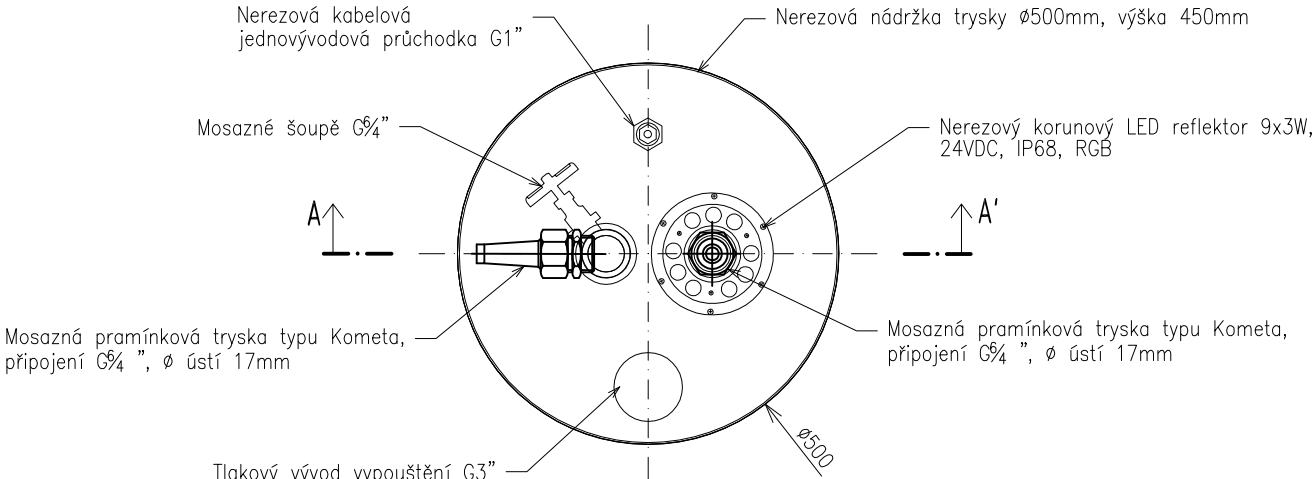 Nerezová kabelová
jednovývodová průchodka G1”
Nerezová nádržka trysky ø500mm, výška 450mm
Mosazné šoupě G6/4”
Nerezový korunový LED reflektor 9x3W,
24VDC, IP68, RGB
A
A'
Mosazná pramínková tryska typu Kometa,
připojení G6/4 ”, ø ústí 17mm
Mosazná pramínková tryska typu Kometa,
připojení G6/4 ”, ø ústí 17mm
ø500
Tlakový vývod vypouštění G3”